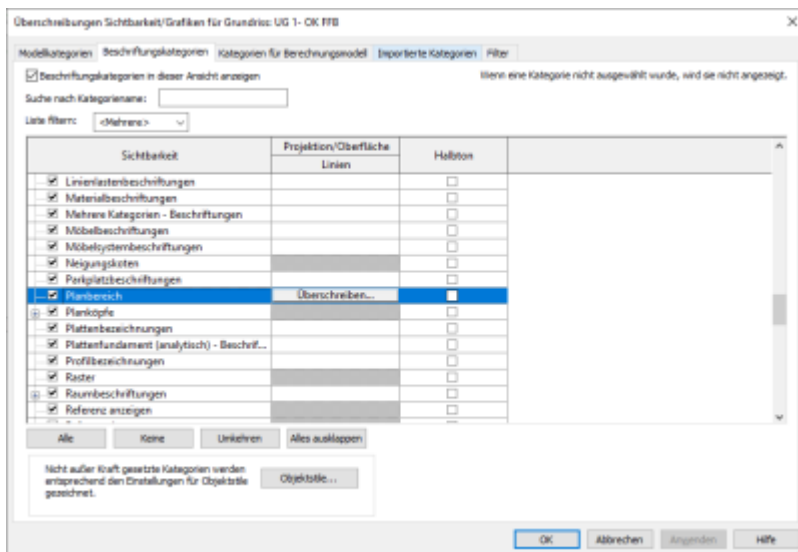 Überschreibungen Sichtbarkeit/Grafiken für Grundriss: UG 1- OK FFB
Modellkategorien Beschriftungskategorien Kategorien für Berechnungsmodell Importierte Kategorien Filter
Beschriftungskategorien in dieser Ansicht anzeigen Wenn eine Kategorie nicht ausgewählt wurde, wird sie nicht angezeigt.
Suche nach Kategoriename:
Liste filtern: <Mehrere>
Sichtbarkeit Projektion/Oberfläche Halbton
Linien
Linienlastenbeschriftungen
Materialbeschriftungen
Mehrere Kategorien - Beschriftungen
Möbelbeschriftungen
Möbelsystembeschriftungen
Neigungskoten
Parkplatzbeschriftungen
Planbereich Überschreiben...
Planköpfe
Plattenbezeichnungen
Plattenfundament (analytisch) - Beschrif...
Profilbezeichnungen
Raster
Raumbeschriftungen
Referenz anzeigen
Alle Keine Umkehren Alles ausklappen
Nicht außer Kraft gesetzte Kategorien werden
entsprechend den Einstellungen für Objektstile
gezeichnet.
Objektstile...
OK Abbrechen Anwenden Hilfe